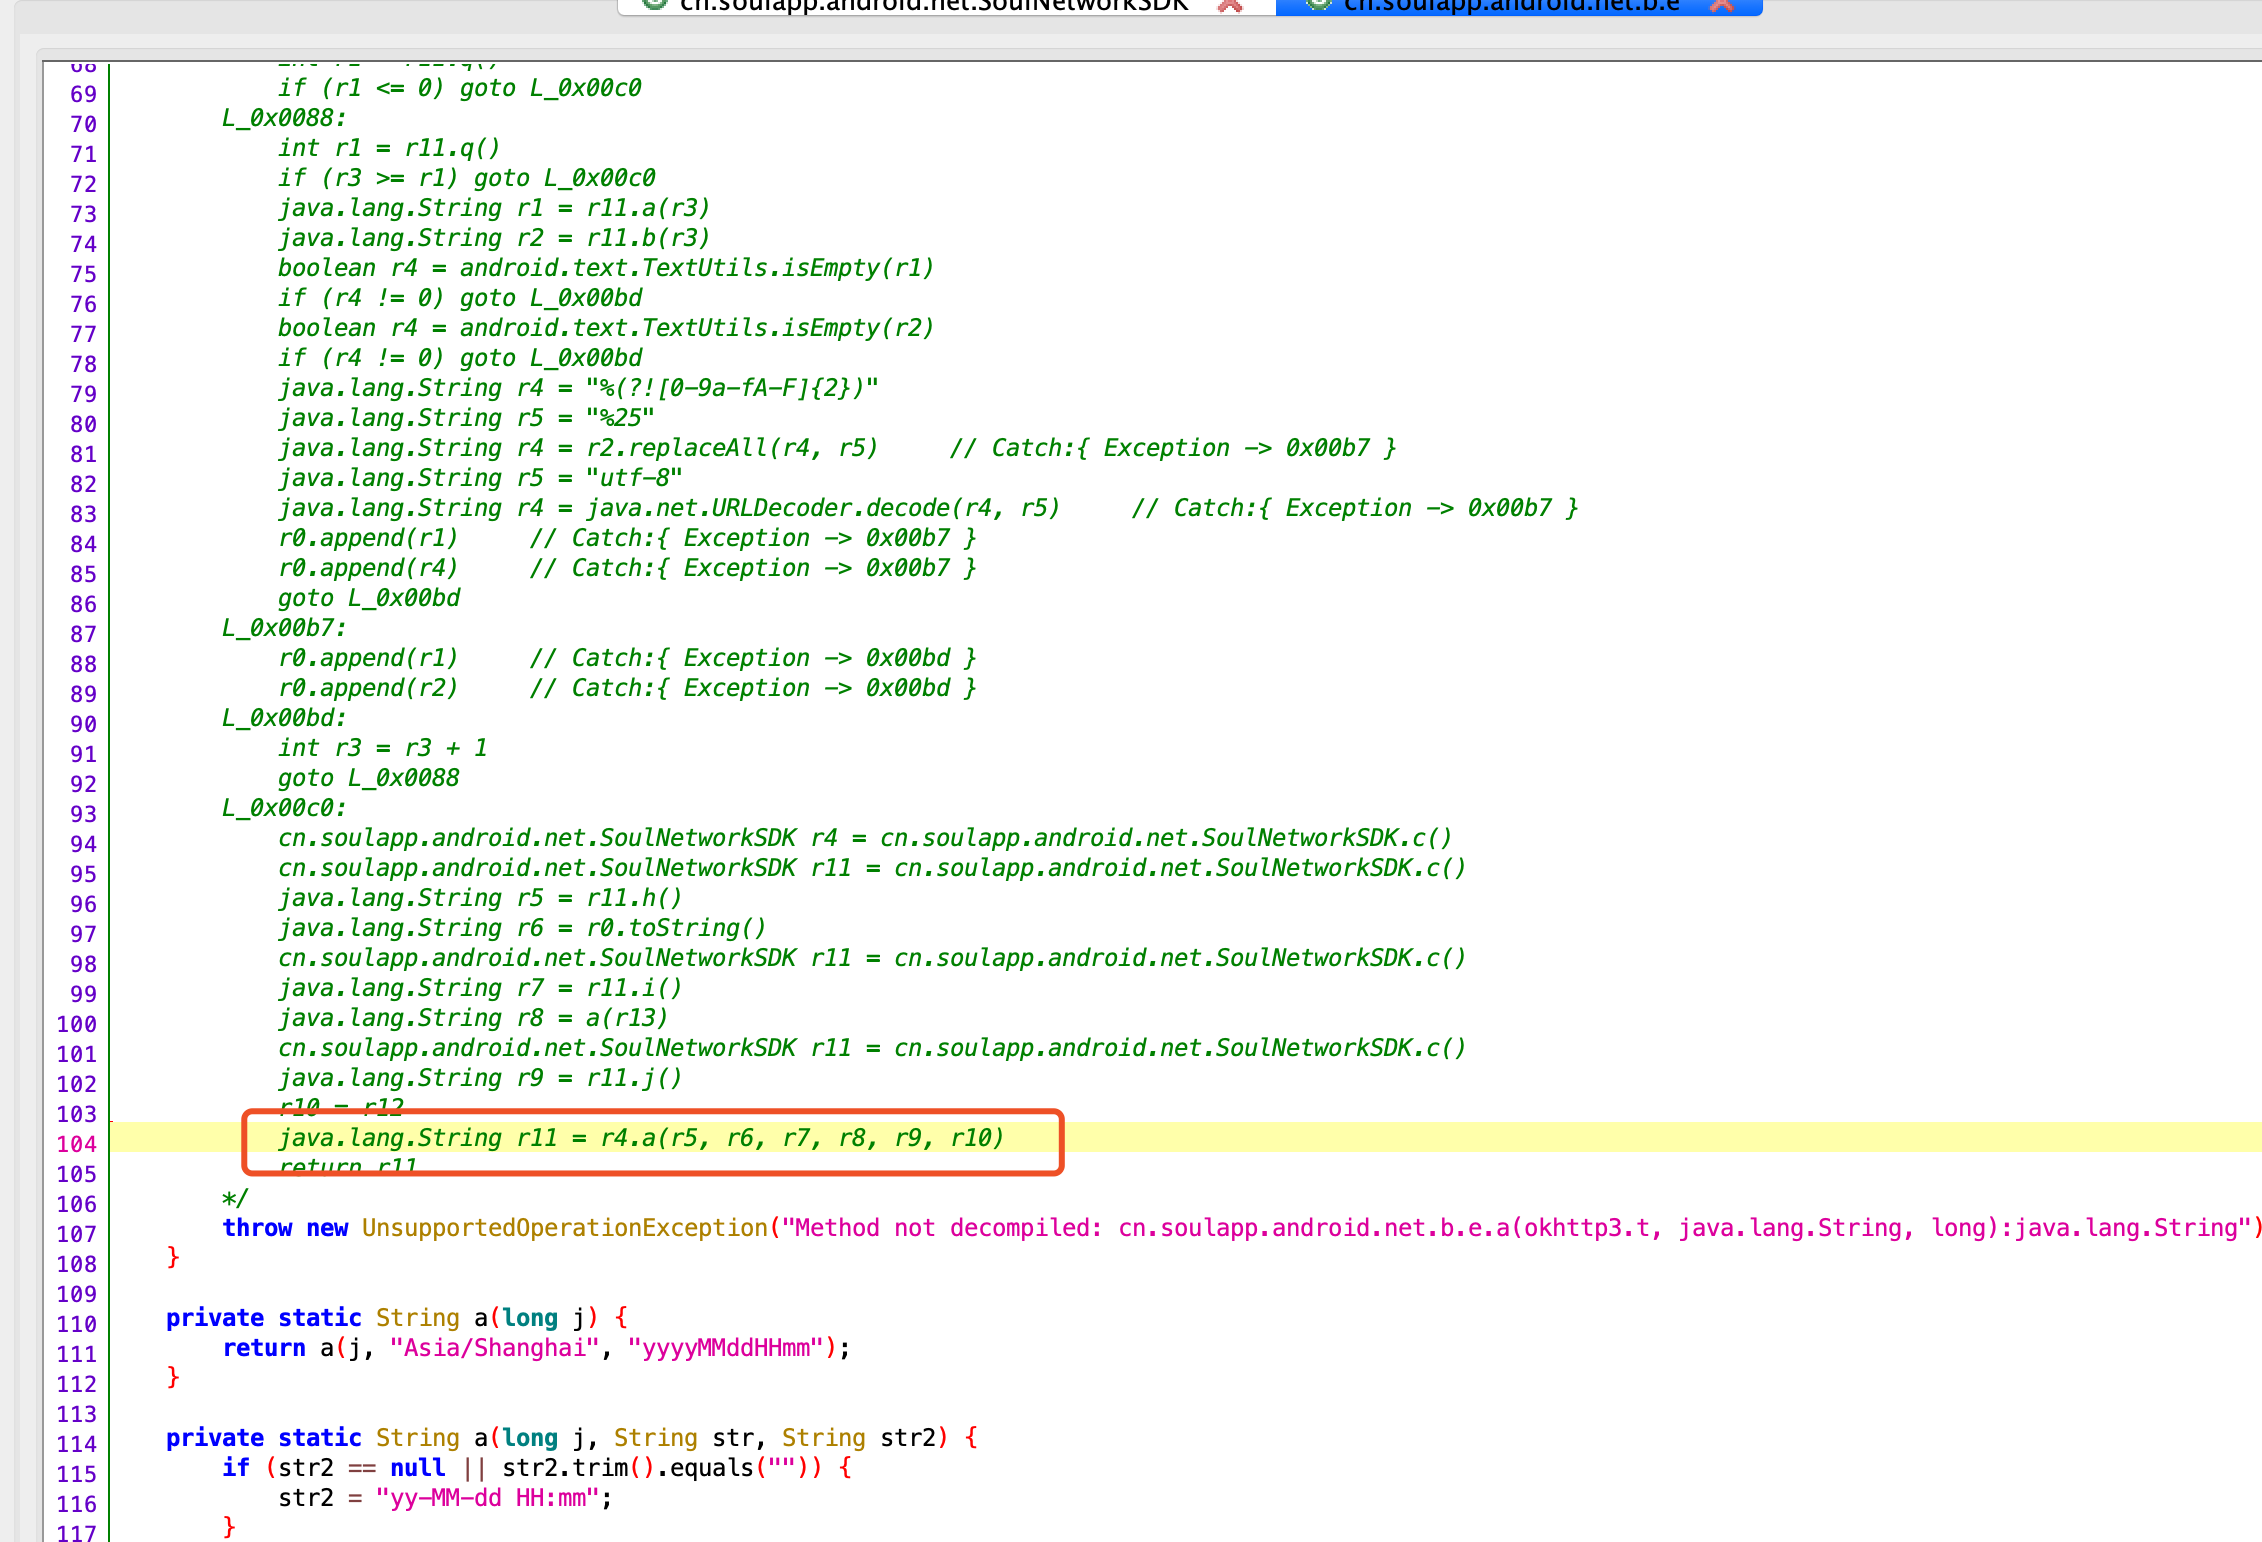 cn.soulapp.android.net.SoulNetworkSDK cn.soulapp.android.net.b.e
68 int r1 = r11.q()
69 if (r1 <= 0) goto L_0x00c0
70 L_0x0088:
71 int r1 = r11.q()
72 if (r3 >= r1) goto L_0x00c0
73 java.lang.String r1 = r11.a(r3)
74 java.lang.String r2 = r11.b(r3)
75 boolean r4 = android.text.TextUtils.isEmpty(r1)
76 if (r4 != 0) goto L_0x00bd
77 boolean r4 = android.text.TextUtils.isEmpty(r2)
78 if (r4 != 0) goto L_0x00bd
79 java.lang.String r4 = "%(?![0-9a-fA-F]{2})"
80 java.lang.String r5 = "%25"
81 java.lang.String r4 = r2.replaceAll(r4, r5) // Catch:{ Exception -> 0x00b7 }
82 java.lang.String r5 = "utf-8"
83 java.lang.String r4 = java.net.URLDecoder.decode(r4, r5) // Catch:{ Exception -> 0x00b7 }
84 r0.append(r1) // Catch:{ Exception -> 0x00b7 }
85 r0.append(r4) // Catch:{ Exception -> 0x00b7 }
86 goto L_0x00bd
87 L_0x00b7:
88 r0.append(r1) // Catch:{ Exception -> 0x00bd }
89 r0.append(r2) // Catch:{ Exception -> 0x00bd }
90 L_0x00bd:
91 int r3 = r3 + 1
92 goto L_0x0088
93 L_0x00c0:
94 cn.soulapp.android.net.SoulNetworkSDK r4 = cn.soulapp.android.net.SoulNetworkSDK.c()
95 cn.soulapp.android.net.SoulNetworkSDK r11 = cn.soulapp.android.net.SoulNetworkSDK.c()
96 java.lang.String r5 = r11.h()
97 java.lang.String r6 = r0.toString()
98 cn.soulapp.android.net.SoulNetworkSDK r11 = cn.soulapp.android.net.SoulNetworkSDK.c()
99 java.lang.String r7 = r11.i()
100 java.lang.String r8 = a(r13)
101 cn.soulapp.android.net.SoulNetworkSDK r11 = cn.soulapp.android.net.SoulNetworkSDK.c()
102 java.lang.String r9 = r11.j()
103 r10 = r12
104 java.lang.String r11 = r4.a(r5, r6, r7, r8, r9, r10)
105 return r11
106 */
107 throw new UnsupportedOperationException("Method not decompiled: cn.soulapp.android.net.b.e.a(okhttp3.t, java.lang.String, long):java.lang.String")
108 }
109
110 private static String a(long j) {
111 return a(j, "Asia/Shanghai", "yyyyMMddHHmm");
112 }
113
114 private static String a(long j, String str, String str2) {
115 if (str2 == null || str2.trim().equals("")) {
116 str2 = "yy-MM-dd HH:mm";
117 }